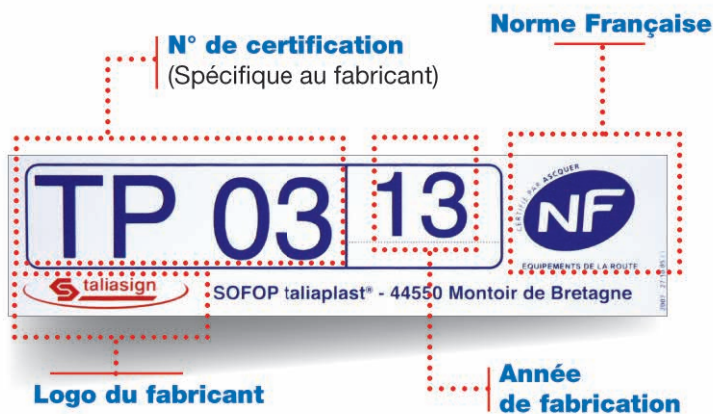 N° de certification
(Spécifique au fabricant)
Norme Française
TP 03
13
CERTIFIÉ PAR ASCQUER
NF
EQUIPEMENTS DE LA ROUTE
taliasign
SOFOP taliaplast® - 44550 Montoir de Bretagne
Logo du fabricant
Année
de fabrication